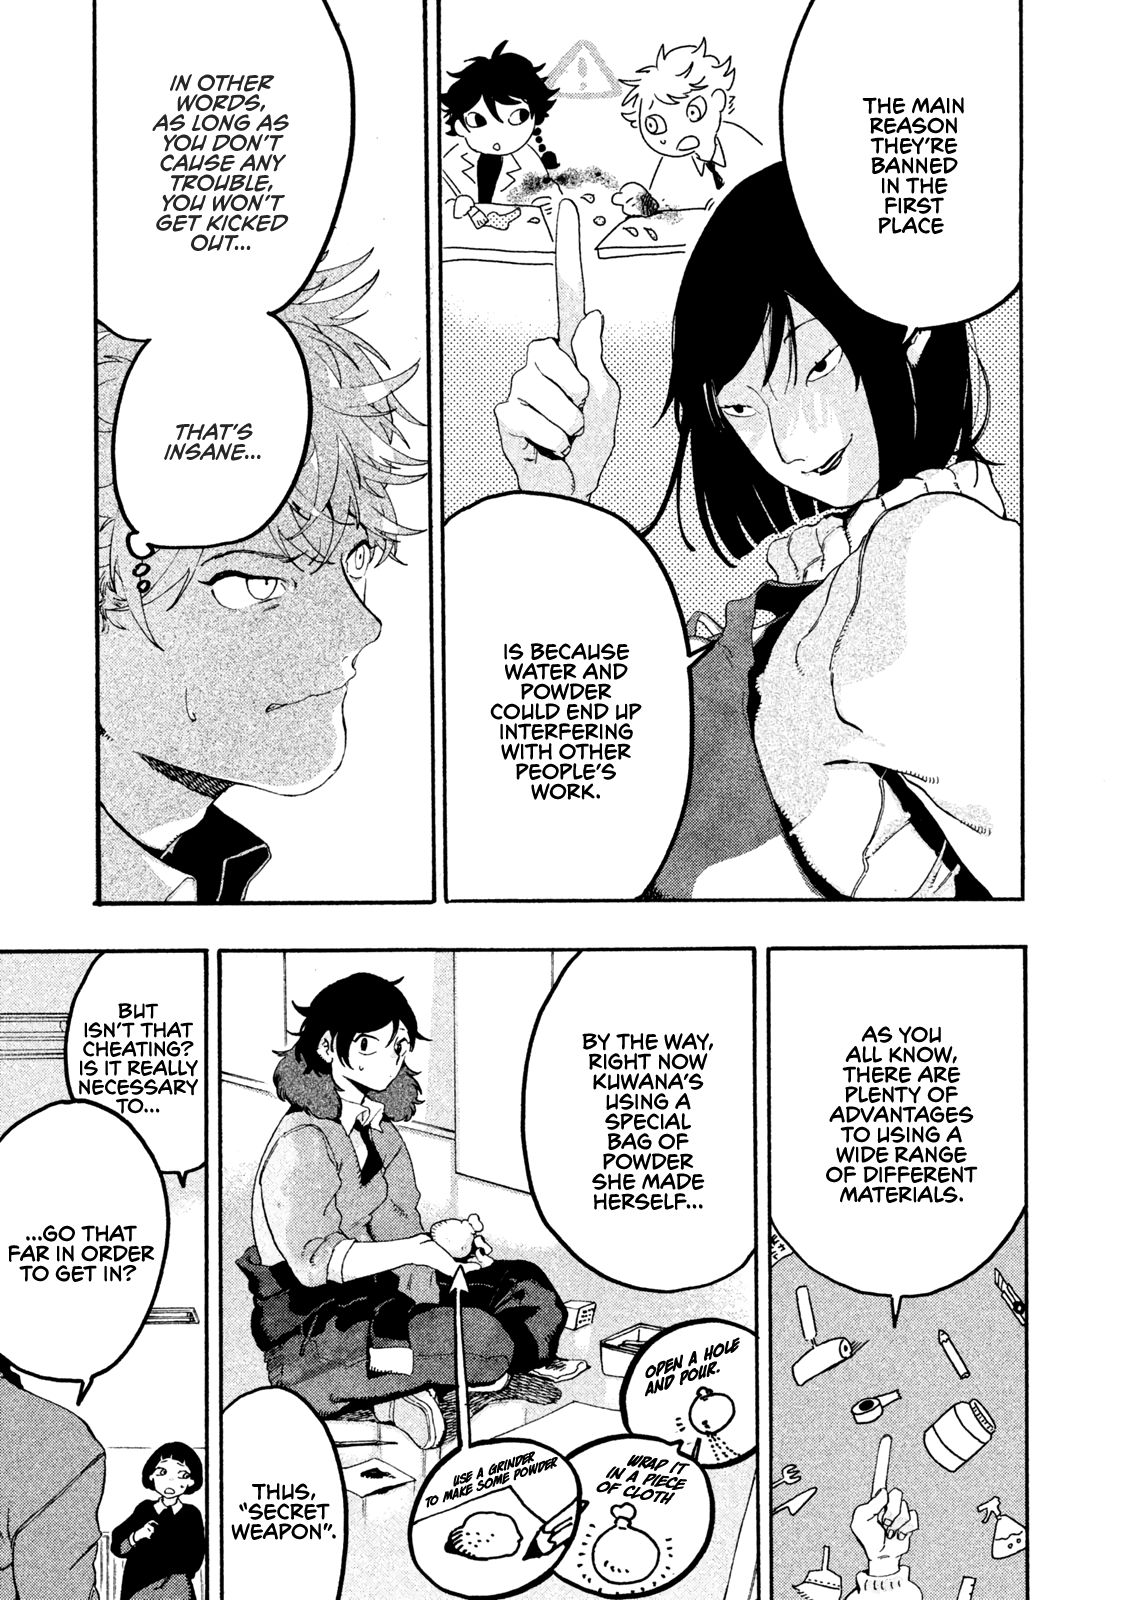 THE MAIN
REASON
THEY'RE
BANNED
IN THE
FIRST
PLACE
IS BECAUSE
WATER AND
POWDER
COULD END UP
INTERFERING
WITH OTHER
PEOPLE'S
WORK.
IN OTHER
WORDS,
AS LONG AS
YOU DON'T
CAUSE ANY
TROUBLE,
YOU WON'T
GET KICKED
OUT...
THAT'S
INSANE...
AS YOU
ALL KNOW,
THERE ARE
PLENTY OF
ADVANTAGES
TO USING A
WIDE RANGE
OF DIFFERENT
MATERIALS.
BY THE WAY,
RIGHT NOW
KUWANA'S
USING A
SPECIAL
BAG OF
POWDER
SHE MADE
HERSELF...
USE A GRINDER
TO MAKE SOME POWDER
WRAP IT
IN A PIECE
OF CLOTH
OPEN A HOLE
AND POUR.
THUS,
"SECRET
WEAPON".
BUT
ISN'T THAT
CHEATING?
IS IT REALLY
NECESSARY
TO...
...GO THAT
FAR IN ORDER
TO GET IN?